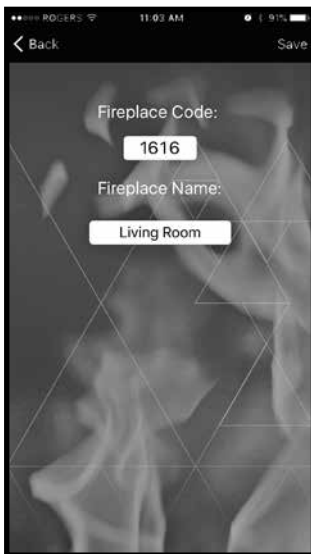 ROGERS 11:03 AM 91%
Back Save
Fireplace Code:
1616
Fireplace Name:
Living Room